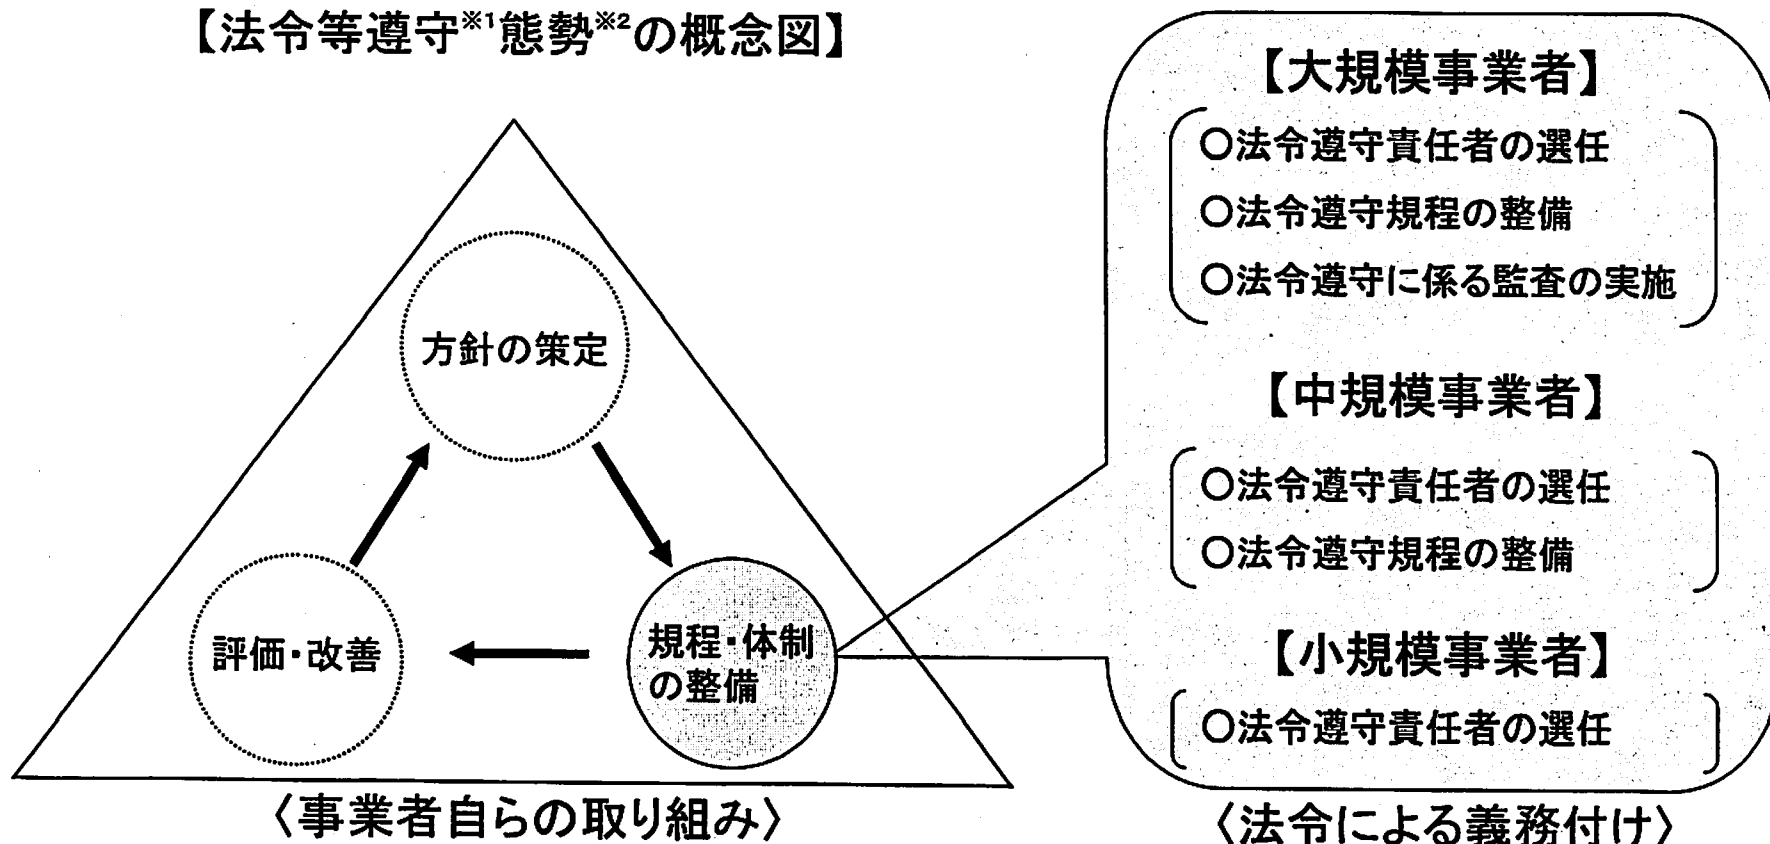 【法令等遵守※1態勢※2の概念図】
方針の策定
評価・改善
規程・体制
の整備
〈事業者自らの取り組み〉
【大規模事業者】
○法令遵守責任者の選任
○法令遵守規程の整備
○法令遵守に係る監査の実施
【中規模事業者】
○法令遵守責任者の選任
○法令遵守規程の整備
【小規模事業者】
○法令遵守責任者の選任
〈法令による義務付け〉